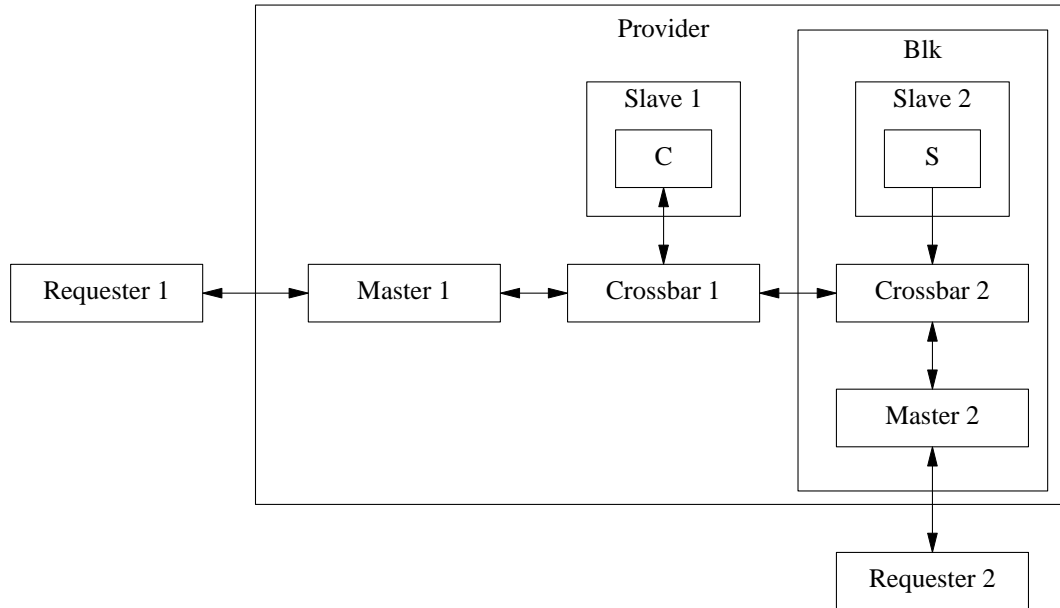 Provider
Blk
Slave 1
Slave 2
C
S
Requester 1
Master 1
Crossbar 1
Crossbar 2
Master 2
Requester 2